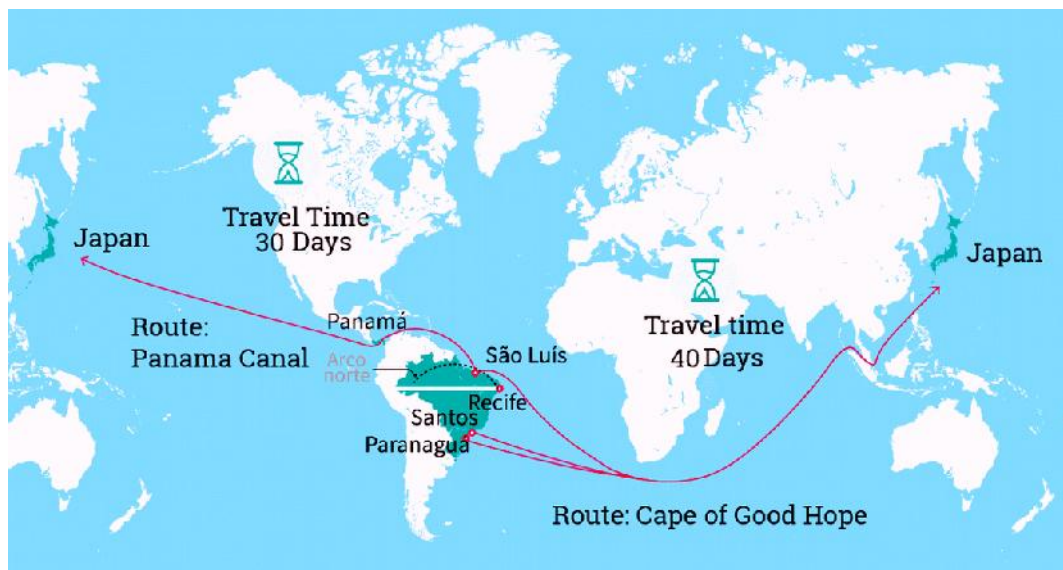 Travel Time
30 Days
Japan
Route:
Panama Canal
Panamá
Arco
norte
São Luís
Recife
Santos
Paranaguá
Travel time
40 Days
Japan
Route: Cape of Good Hope